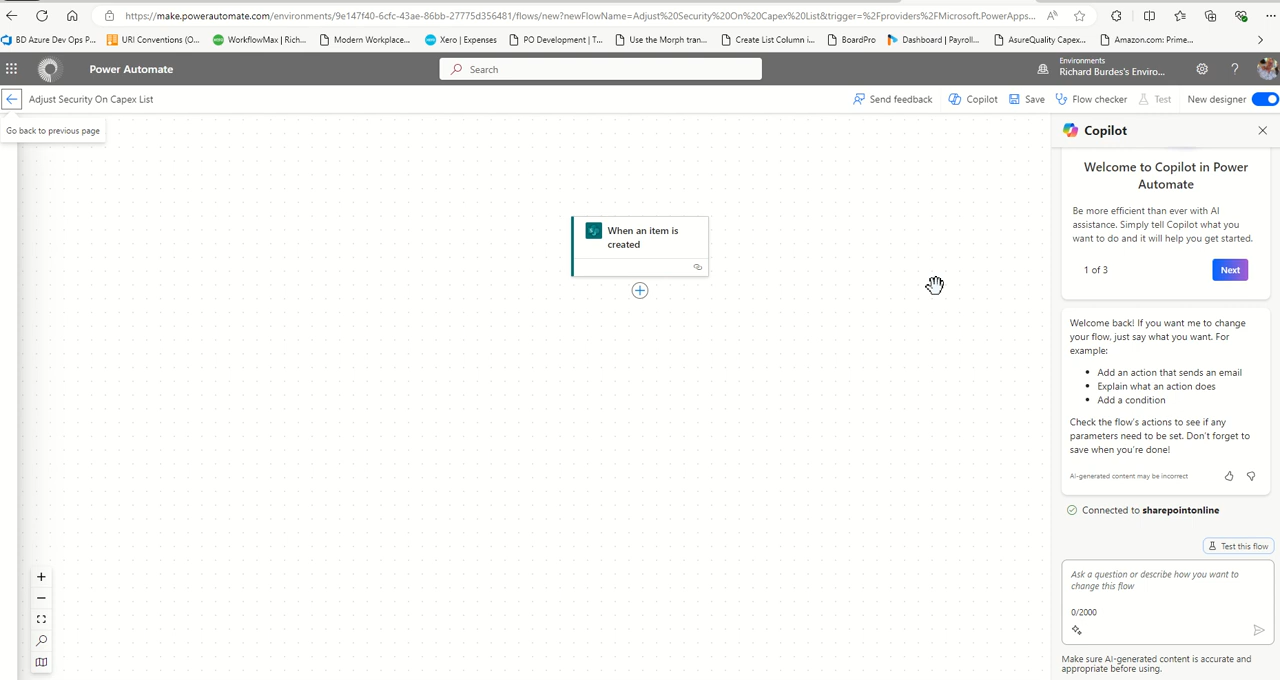 https://make.powerautomate.com/environments/9e147f40-6cfc-43ae-86bb-27775d356481/flows/new?newFlowName=Adjust%20Security%20On%20Capex%20List&trigger=%2Fproviders%2FMicrosoft.PowerApps...
BD Azure Dev Ops P... URI Conventions (O... WorkflowMax | Rich... Modern Workplace... Xero | Expenses PO Development | T... Use the Morph tran... Create List Column i... BoardPro Dashboard | Payroll... AsureQuality Capex... Amazon.com: Prime...
Power Automate
Search
Environments
Richard Burdes's Enviro...
Adjust Security On Capex List
Send feedback Copilot Save Flow checker Test New designer
Go back to previous page
Copilot
When an item is
created
Welcome to Copilot in Power
Automate
Be more efficient than ever with AI
assistance. Simply tell Copilot what you
want to do and it will help you get started.
1 of 3 Next
Welcome back! If you want me to change
your flow, just say what you want. For
example:
• Add an action that sends an email
• Explain what an action does
• Add a condition
Check the flow's actions to see if any
parameters need to be set. Don't forget to
save when you're done!
AI-generated content may be incorrect
Connected to sharepointonline
Test this flow
Ask a question or describe how you want to
change this flow
0/2000
Make sure AI-generated content is accurate and
appropriate before using.